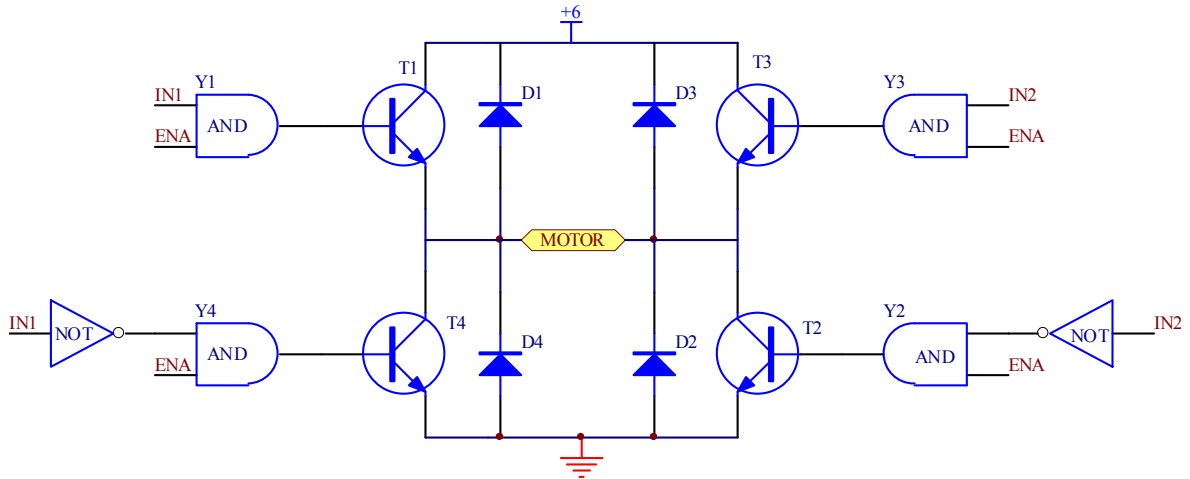 +6
T1
T3
Y1
Y3
D1
D3
IN1
IN2
AND
AND
ENA
ENA
MOTOR
Y4
Y2
T4
T2
IN1
NOT
AND
D4
D2
AND
NOT
IN2
ENA
ENA